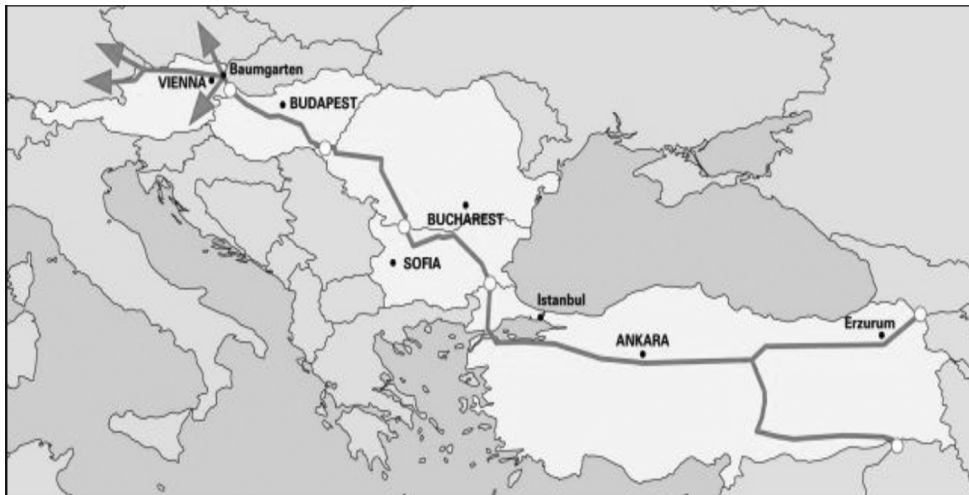 Baumgarten
VIENNA
BUDAPEST
BUCHAREST
SOFIA
Istanbul
ANKARA
Erzurum